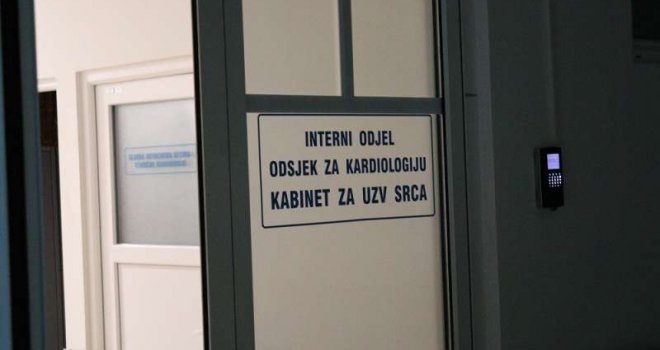 INTERNI ODJEL
ODSJEK ZA KARDIOLOGIJU
KABINET ZA UZV SRCA